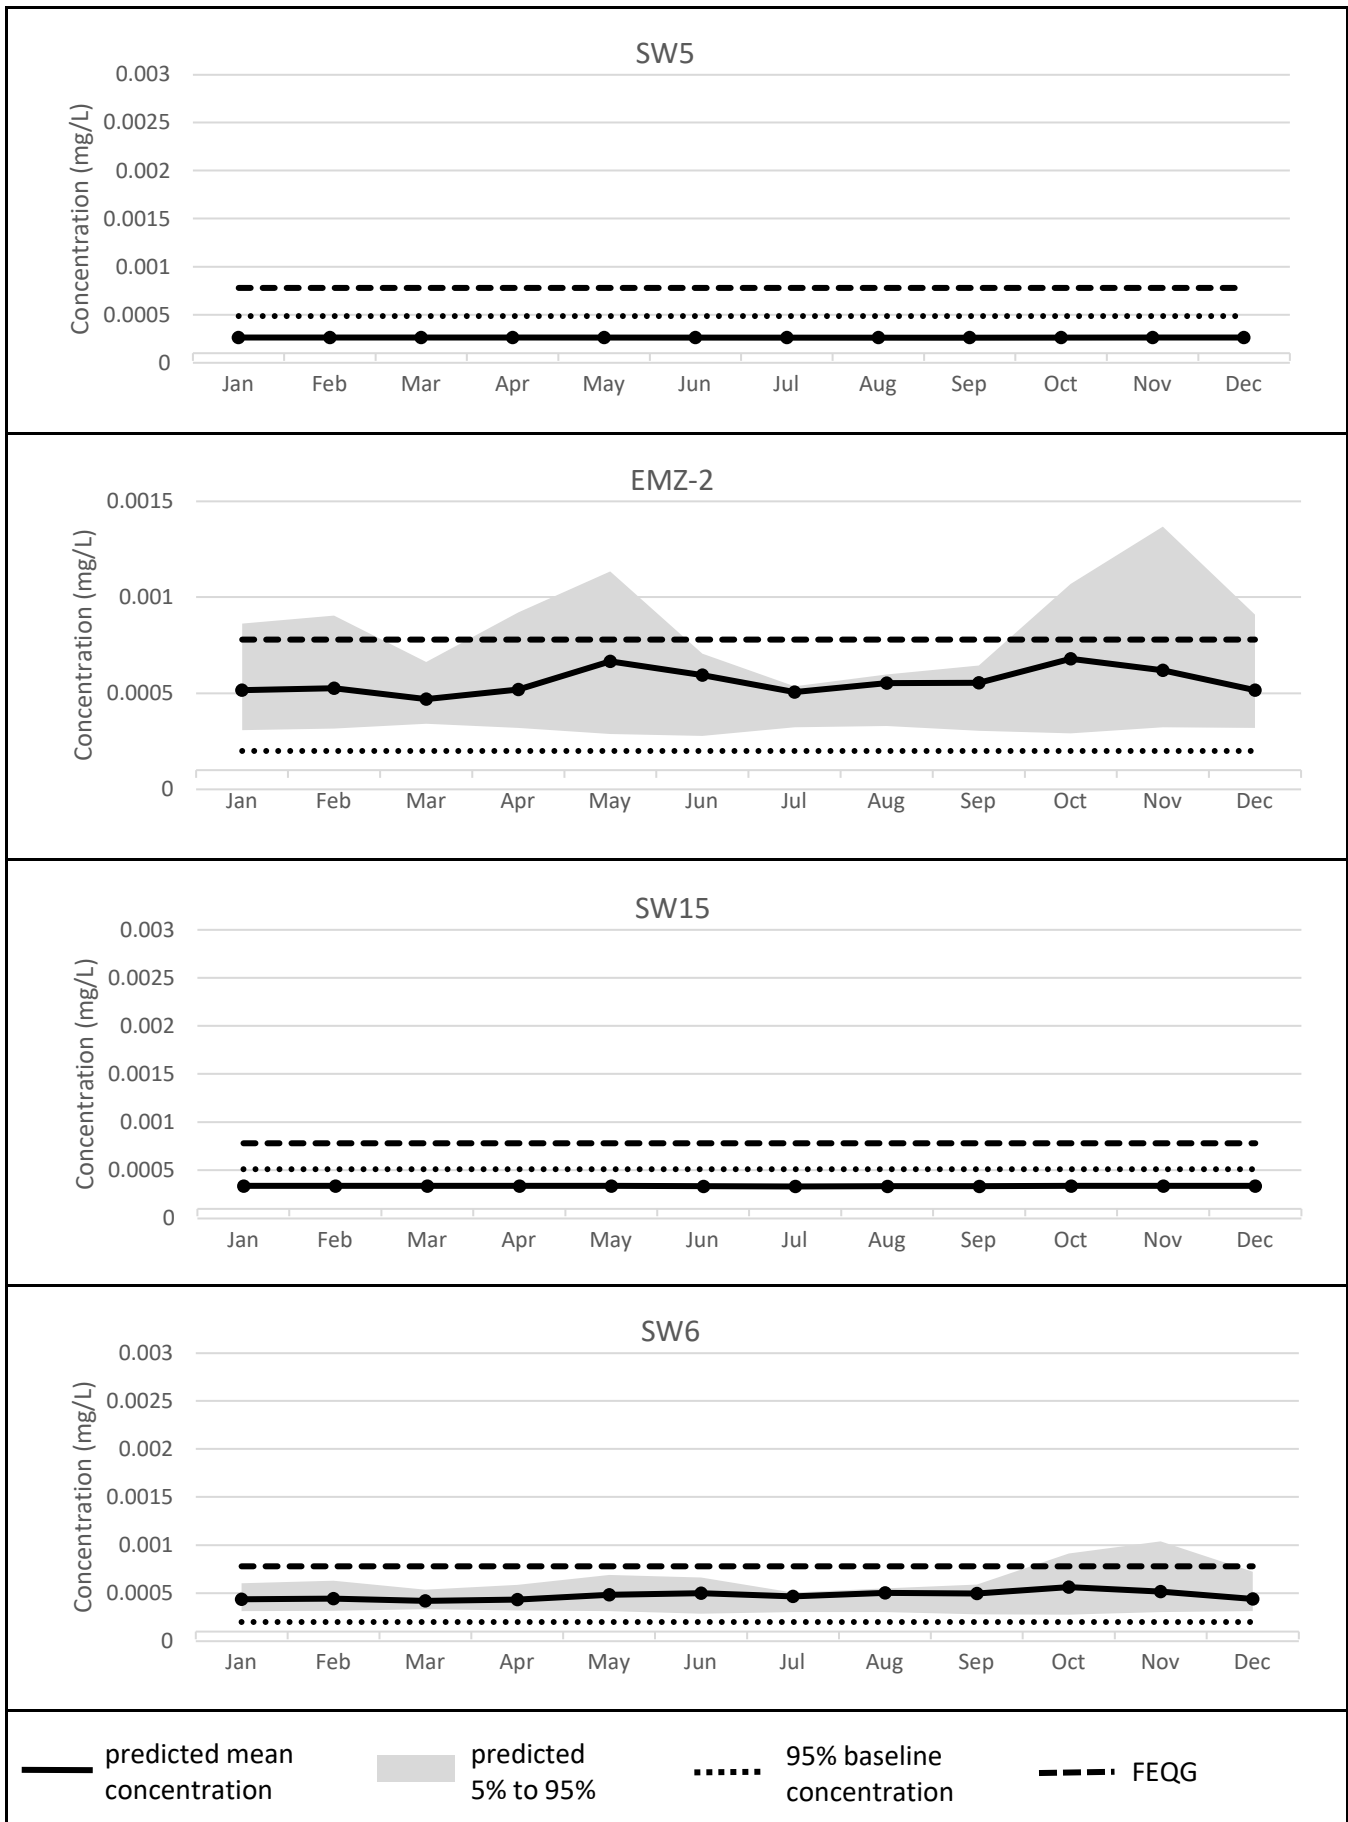 SW5
0.003
0.0025
0.002
0.0015
0.001
0.0005
0
Concentration (mg/L)
Jan Feb Mar Apr May Jun Jul Aug Sep Oct Nov Dec
EMZ-2
0.0015
0.001
0.0005
0
Concentration (mg/L)
Jan Feb Mar Apr May Jun Jul Aug Sep Oct Nov Dec
SW15
0.003
0.0025
0.002
0.0015
0.001
0.0005
0
Concentration (mg/L)
Jan Feb Mar Apr May Jun Jul Aug Sep Oct Nov Dec
SW6
0.003
0.0025
0.002
0.0015
0.001
0.0005
0
Concentration (mg/L)
Jan Feb Mar Apr May Jun Jul Aug Sep Oct Nov Dec
predicted mean
concentration
predicted
5% to 95%
95% baseline
concentration
FEQG